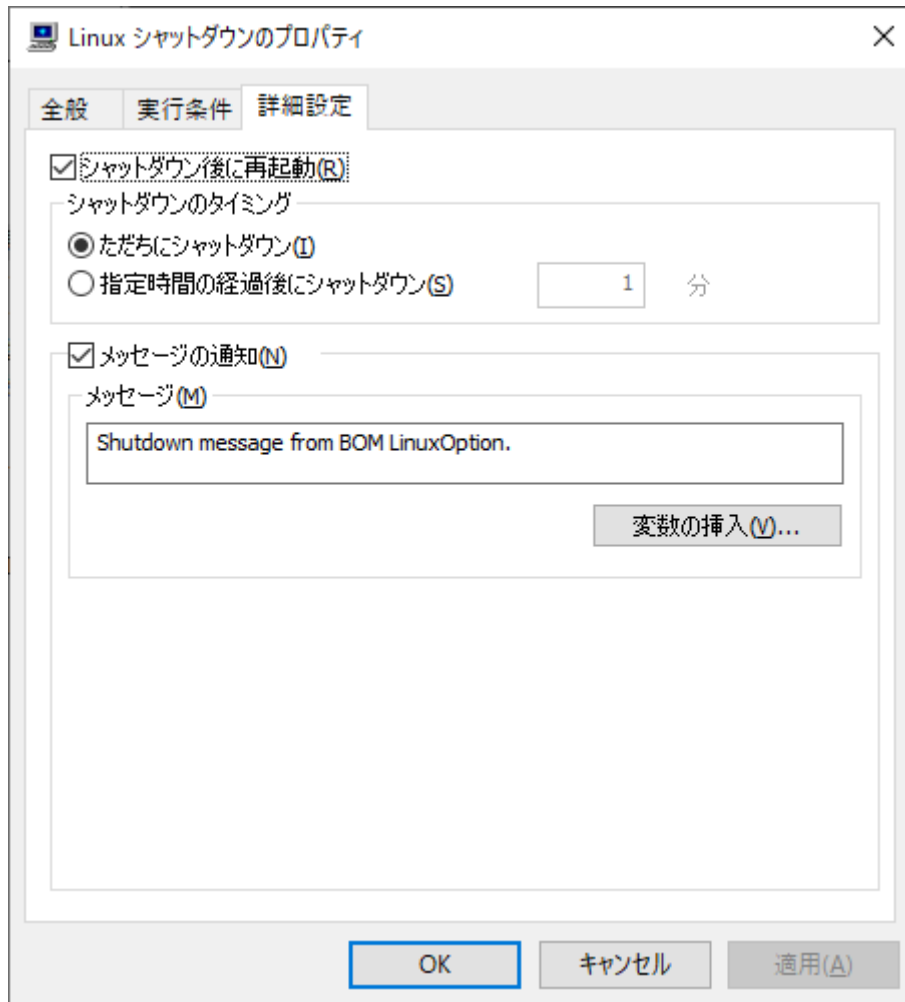 Linux シャットダウンのプロパティ
全般 実行条件 詳細設定
シャットダウン後に再起動(R)
シャットダウンのタイミング
ただちにシャットダウン(I)
指定時間の経過後にシャットダウン(S) 1 分
メッセージの通知(N)
メッセージ(M)
Shutdown message from BOM LinuxOption.
変数の挿入(V)...
OK キャンセル 適用(A)